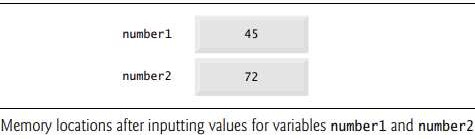 number1 45
number2 72
Memory locations after inputting values for variables number1 and number2